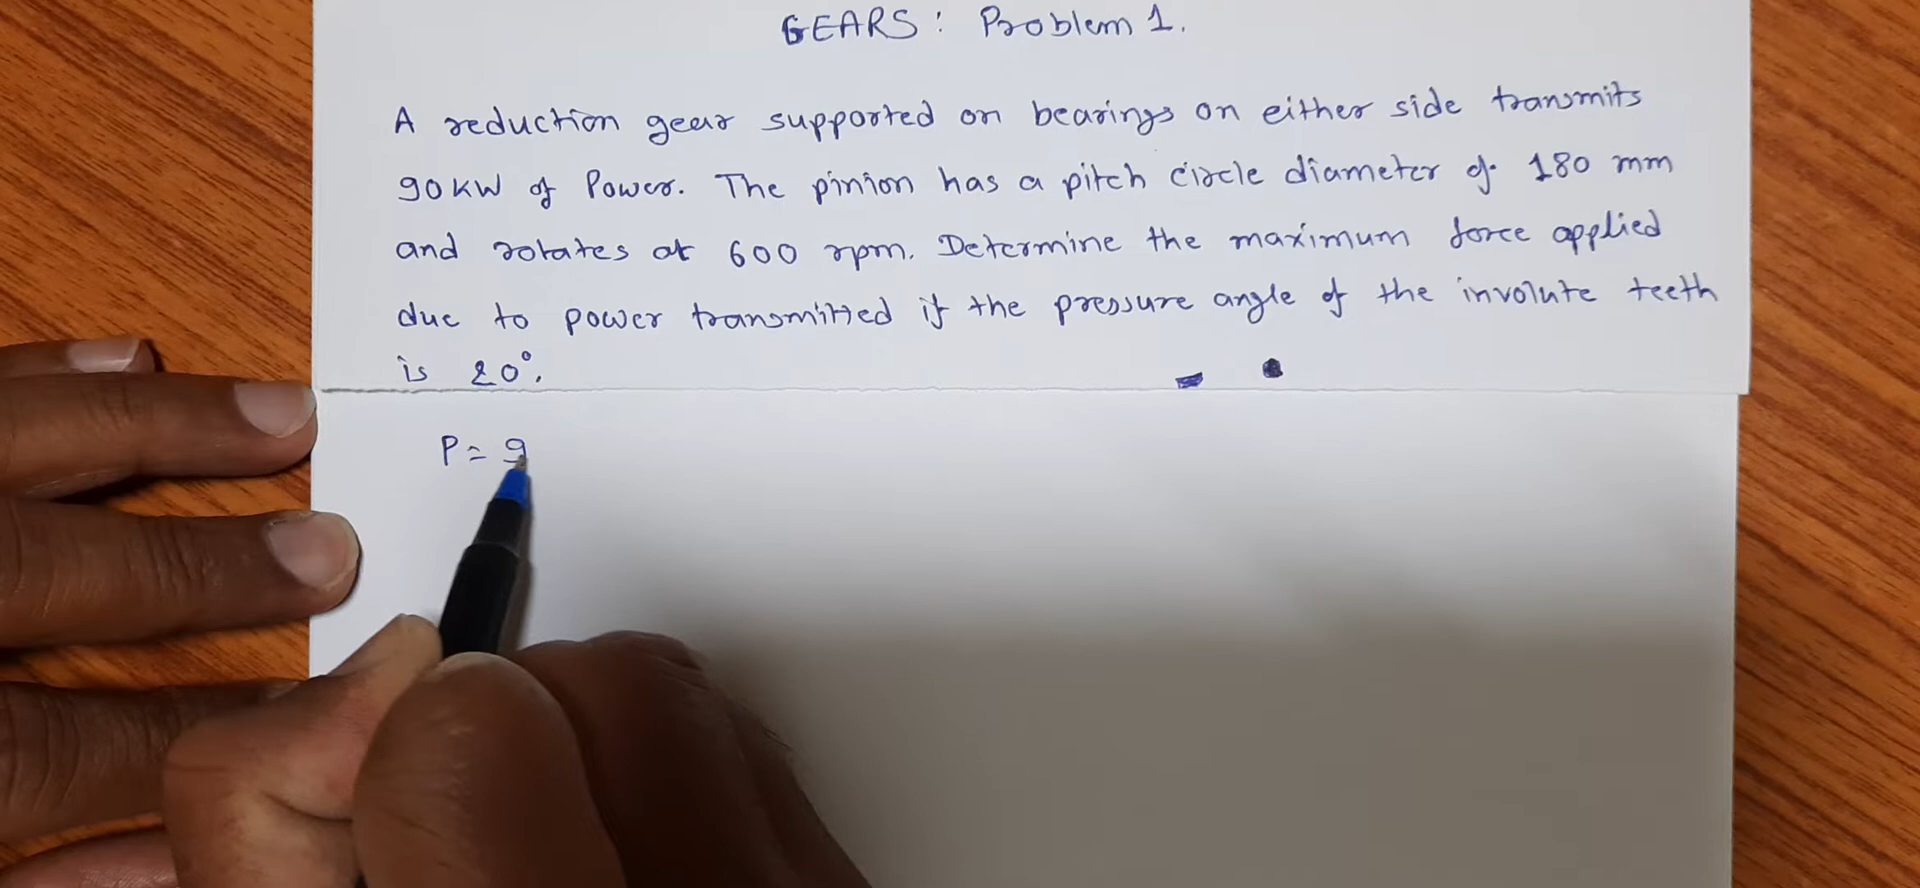 GEARS: Problem 1.
A reduction gear supported on bearings on either side transmits
90KW of Power. The pinion has a pitch circle diameter of 180 mm
and rotates at 600 rpm. Determine the maximum force applied
due to power transmitted if the pressure angle of the involute teeth
is 20°.
P = 9